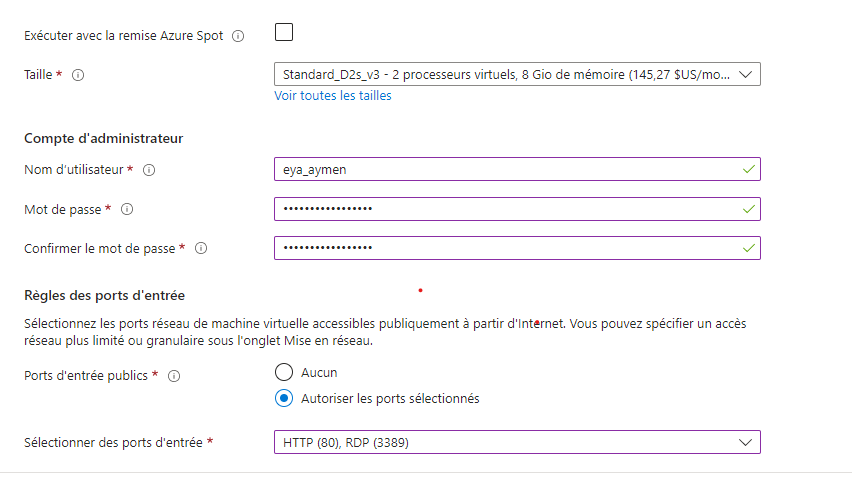 Exécuter avec la remise Azure Spot
Taille *
Standard_D2s_v3 - 2 processeurs virtuels, 8 Gio de mémoire (145,27 $US/mo...
Voir toutes les tailles
Compte d'administrateur
Nom d'utilisateur *
eya_aymen
Mot de passe *
•••••••••••••••••
Confirmer le mot de passe *
•••••••••••••••••
Règles des ports d'entrée
Sélectionnez les ports réseau de machine virtuelle accessibles publiquement à partir d'Internet. Vous pouvez spécifier un accès
réseau plus limité ou granulaire sous l'onglet Mise en réseau.
Ports d'entrée publics *
Aucun
Autoriser les ports sélectionnés
Sélectionner des ports d'entrée *
HTTP (80), RDP (3389)